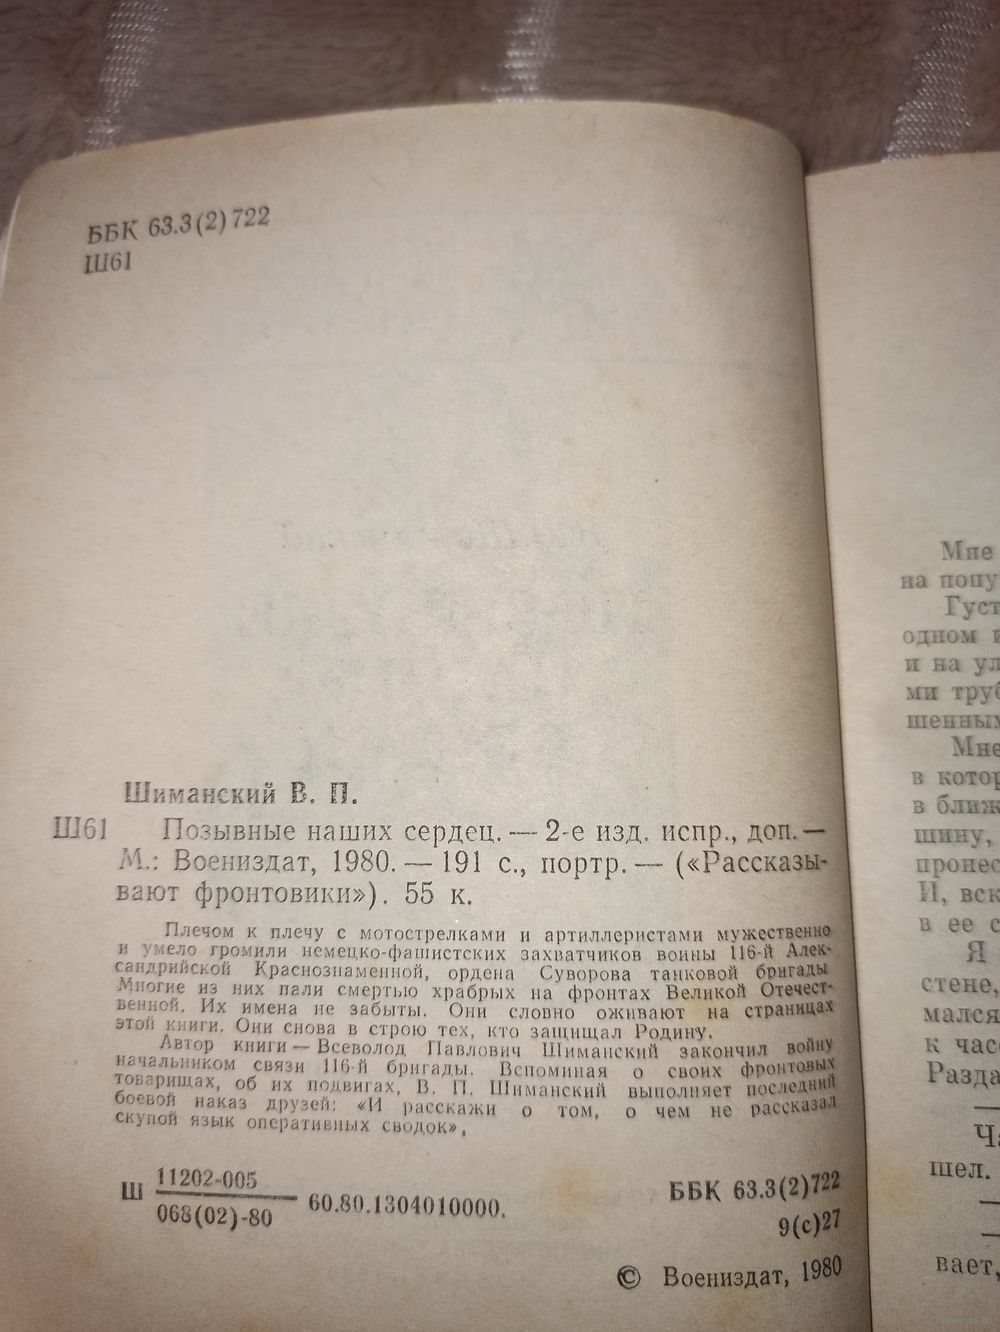 ББК 63.3(2)722
Ш61
Шиманский В. П.
Ш61 Позывные наших сердец. — 2-е изд. испр., доп. —
М.: Воениздат, 1980. — 191 с., портр. — («Рассказы-
вают фронтовики»). 55 к.
Плечом к плечу с мотострелками и артиллеристами мужественно
и умело громили немецко-фашистских захватчиков воины 116-й Алек-
сандрийской Краснознаменной, ордена Суворова танковой бригады
Многие из них пали смертью храбрых на фронтах Великой Отечест-
венной. Их имена не забыты. Они словно оживают на страницах
этой книги. Они снова в строю тех, кто защищал Родину.
Автор книги — Всеволод Павлович Шиманский закончил войну
начальником связи 116-й бригады. Вспоминая о своих фронтовых
товарищах, об их подвигах, В. П. Шиманский выполняет последний
боевой наказ друзей: «И расскажи о том, о чем не рассказал
скупой язык оперативных сводок»,
Ш 11202-005
068(02)-80 60.80.1304010000.
ББК 63.3(2)722
9(с)27
© Воениздат, 1980
Мне
на попу
Густ
одном
и на ул
ми труб
шенным
Мне
в котор
в ближ
шину,
пронес
И, вск
в ее с
Я
стене,
мался
к час
Разда
—
Ча
шел.
—
—
вает,